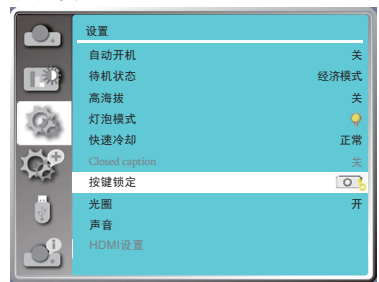 设置
自动开机 关
待机状态 经济模式
高海拔 关
灯泡模式
快速冷却 正常
Closed caption 关
按键锁定
光圈 开
声音
HDMI设置